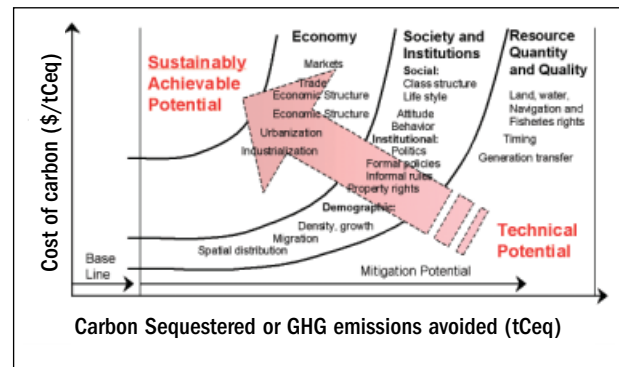 Cost of carbon ($/tCeq)
Sustainably
Achievable
Potential
Economy
Markets
Trade
Economic Structure
Economic Structure
Urbanization
Industrialization
Society and
Institutions
Social:
Class structure
Life style
Attitude
Behavior
Institutional:
Politics
Formal policies
Informal rules
Property rights
Demographic:
Density, growth
Migration
Spatial distribution
Resource
Quantity
and Quality
Land, water,
Navigation and
Fisheries rights
Timing
Generation transfer
Technical
Potential
Base
Line
Mitigation Potential
Carbon Sequestered or GHG emissions avoided (tCeq)